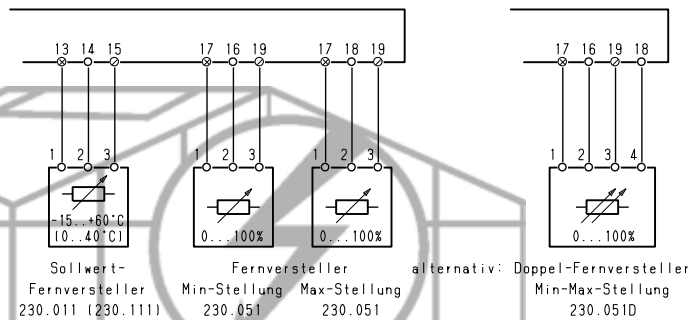 13 14 15 17 16 19 17 18 19 17 16 19 18
1 2 3 1 2 3 1 2 3 1 2 3 4
-15..+60°C
(0..40°C) 0...100% 0...100% 0...100%
Sollwert- Fernversteller alternativ: Doppel-Fernversteller
Fernversteller Min-Stellung Max-Stellung Min-Max-Stellung
230.011 (230.111) 230.051 230.051 230.051D